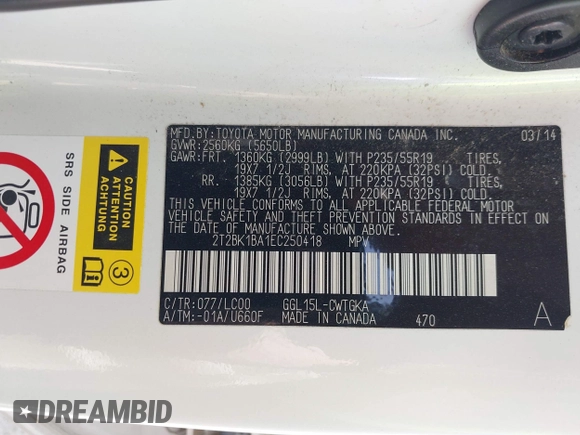 MFD. BY: TOYOTA MOTOR MANUFACTURING CANADA INC. 03/14
GVWR: 2560KG (5650LB)
GAWR: FRT. 1360KG (2999LB) WITH P235/55R19 TIRES,
19X7 1/2J RIMS, AT 220KPA (32PSI) COLD.
RR. 1385KG (3056LB) WITH P235/55R19 TIRES,
19X7 1/2J RIMS, AT 220KPA (32PSI) COLD.
THIS VEHICLE CONFORMS TO ALL APPLICABLE FEDERAL MOTOR
VEHICLE SAFETY AND THEFT PREVENTION STANDARDS IN EFFECT ON
THE DATE OF MANUFACTURE SHOWN ABOVE.
2T2BK1BA1EC250418 MPV
C/TR: 077/LC00 GGL15L-CWTGKA
A/TM: -01A/U660F MADE IN CANADA 470 A
SRS SIDE AIRBAG
CAUTION
ATTENTION
ACHTUNG
3
DREAMBID